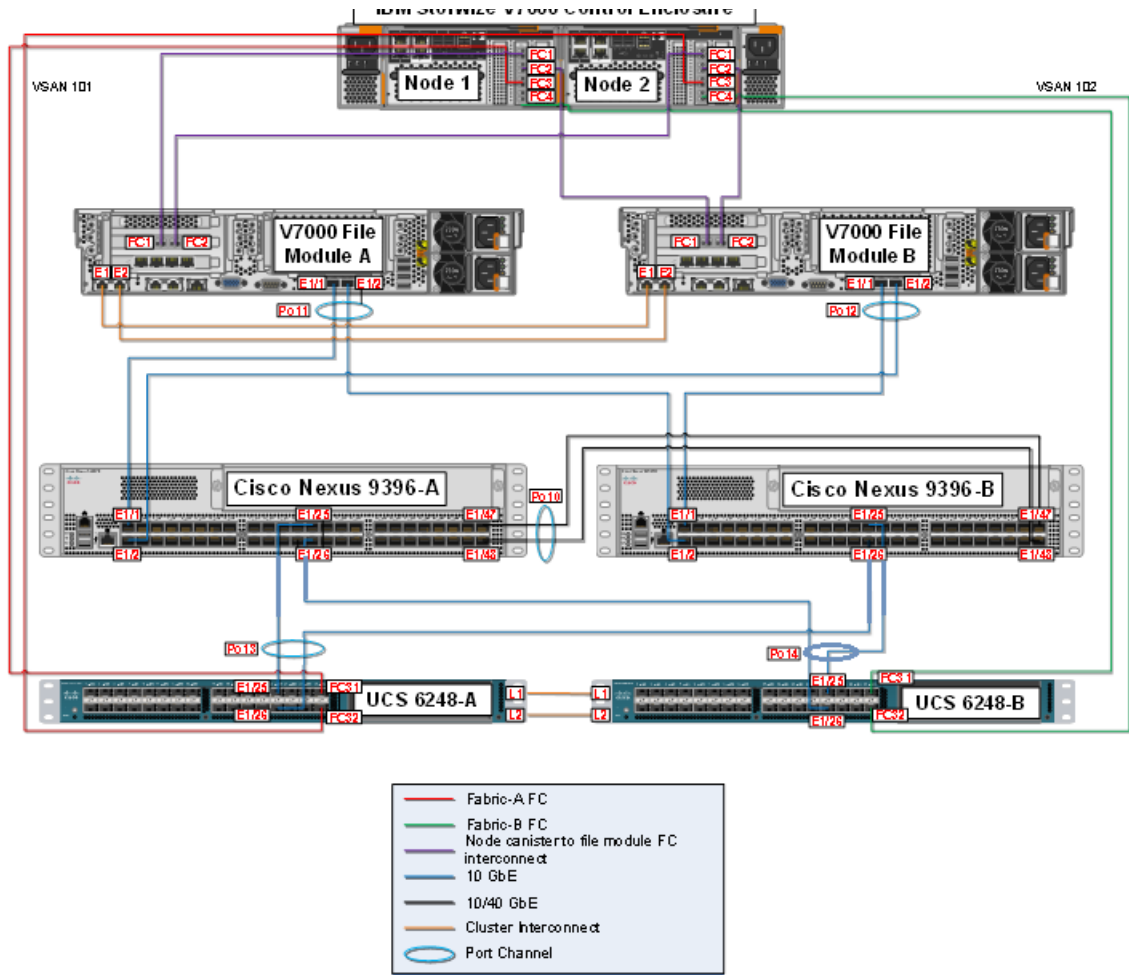 IBM Storwize V7000 Control Enclosure
VSAN 101
Node 1
FC1
FC2
FC3
FC4
Node 2
FC1
FC2
FC3
FC4
VSAN 102
FC1
FC2
V7000 File
Module A
E1
E2
E1/1
E1/2
Po11
FC1
FC2
V7000 File
Module B
E1
E2
E1/1
E1/2
Po12
Cisco Nexus 9396-A
E1/1
E1/2
E1/25
E1/26
E1/47
E1/48
Po10
Cisco Nexus 9396-B
E1/1
E1/2
E1/25
E1/26
E1/47
E1/48
Po13
Po14
E1/25
E1/26
FC31
FC32
UCS 6248-A
L1
L2
L1
L2
E1/25
E1/26
FC31
FC32
UCS 6248-B
Fabric-A FC
Fabric-B FC
Node canister to file module FC
interconnect
10 GbE
10/40 GbE
Cluster Interconnect
Port Channel